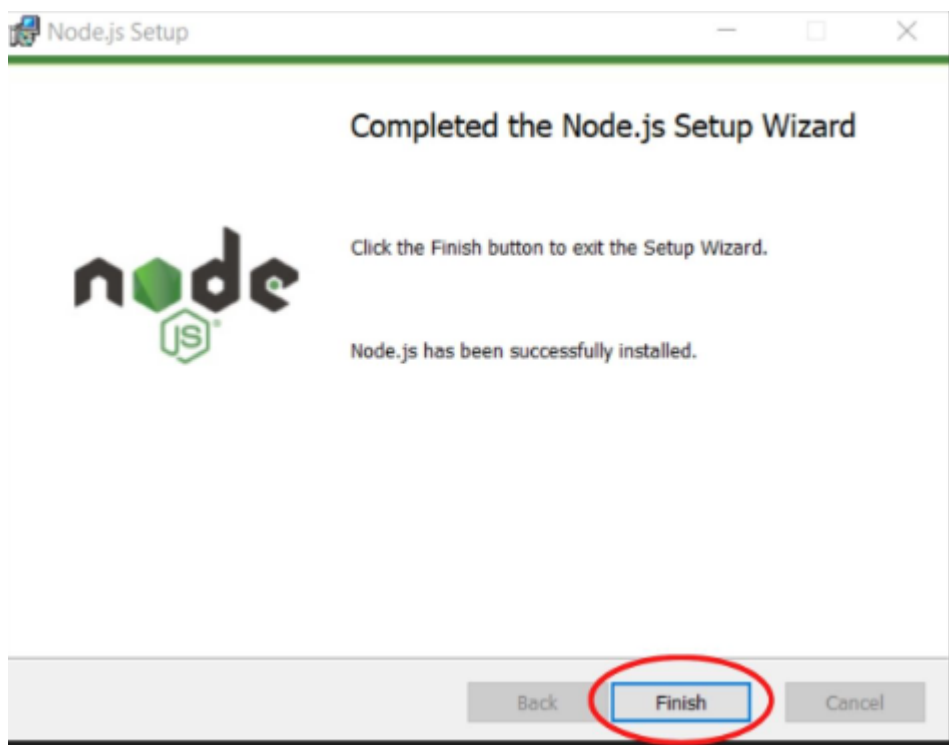 Node.js Setup
Completed the Node.js Setup Wizard
Click the Finish button to exit the Setup Wizard.
node
JS®
Node.js has been successfully installed.
Back
Finish
Cancel